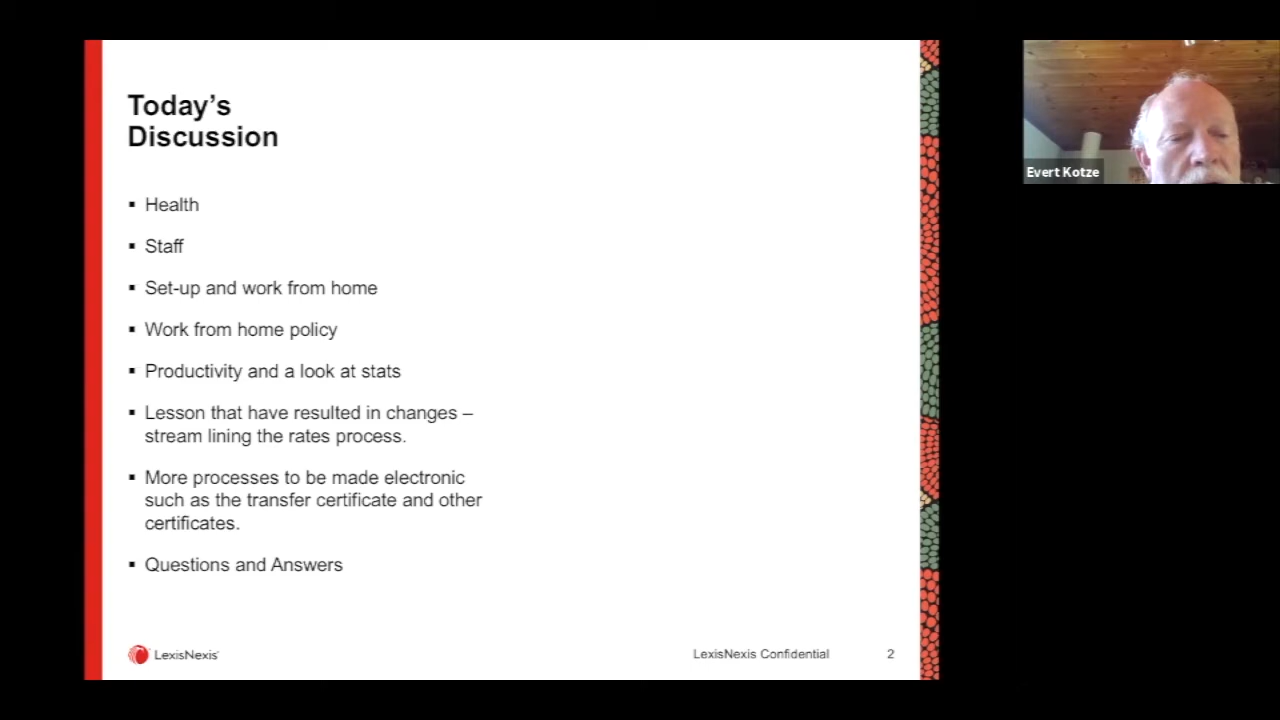 Today’s
Discussion
▪ Health
▪ Staff
▪ Set-up and work from home
▪ Work from home policy
▪ Productivity and a look at stats
▪ Lesson that have resulted in changes –
stream lining the rates process.
▪ More processes to be made electronic
such as the transfer certificate and other
certificates.
▪ Questions and Answers
LexisNexis®
LexisNexis Confidential
2
Evert Kotze